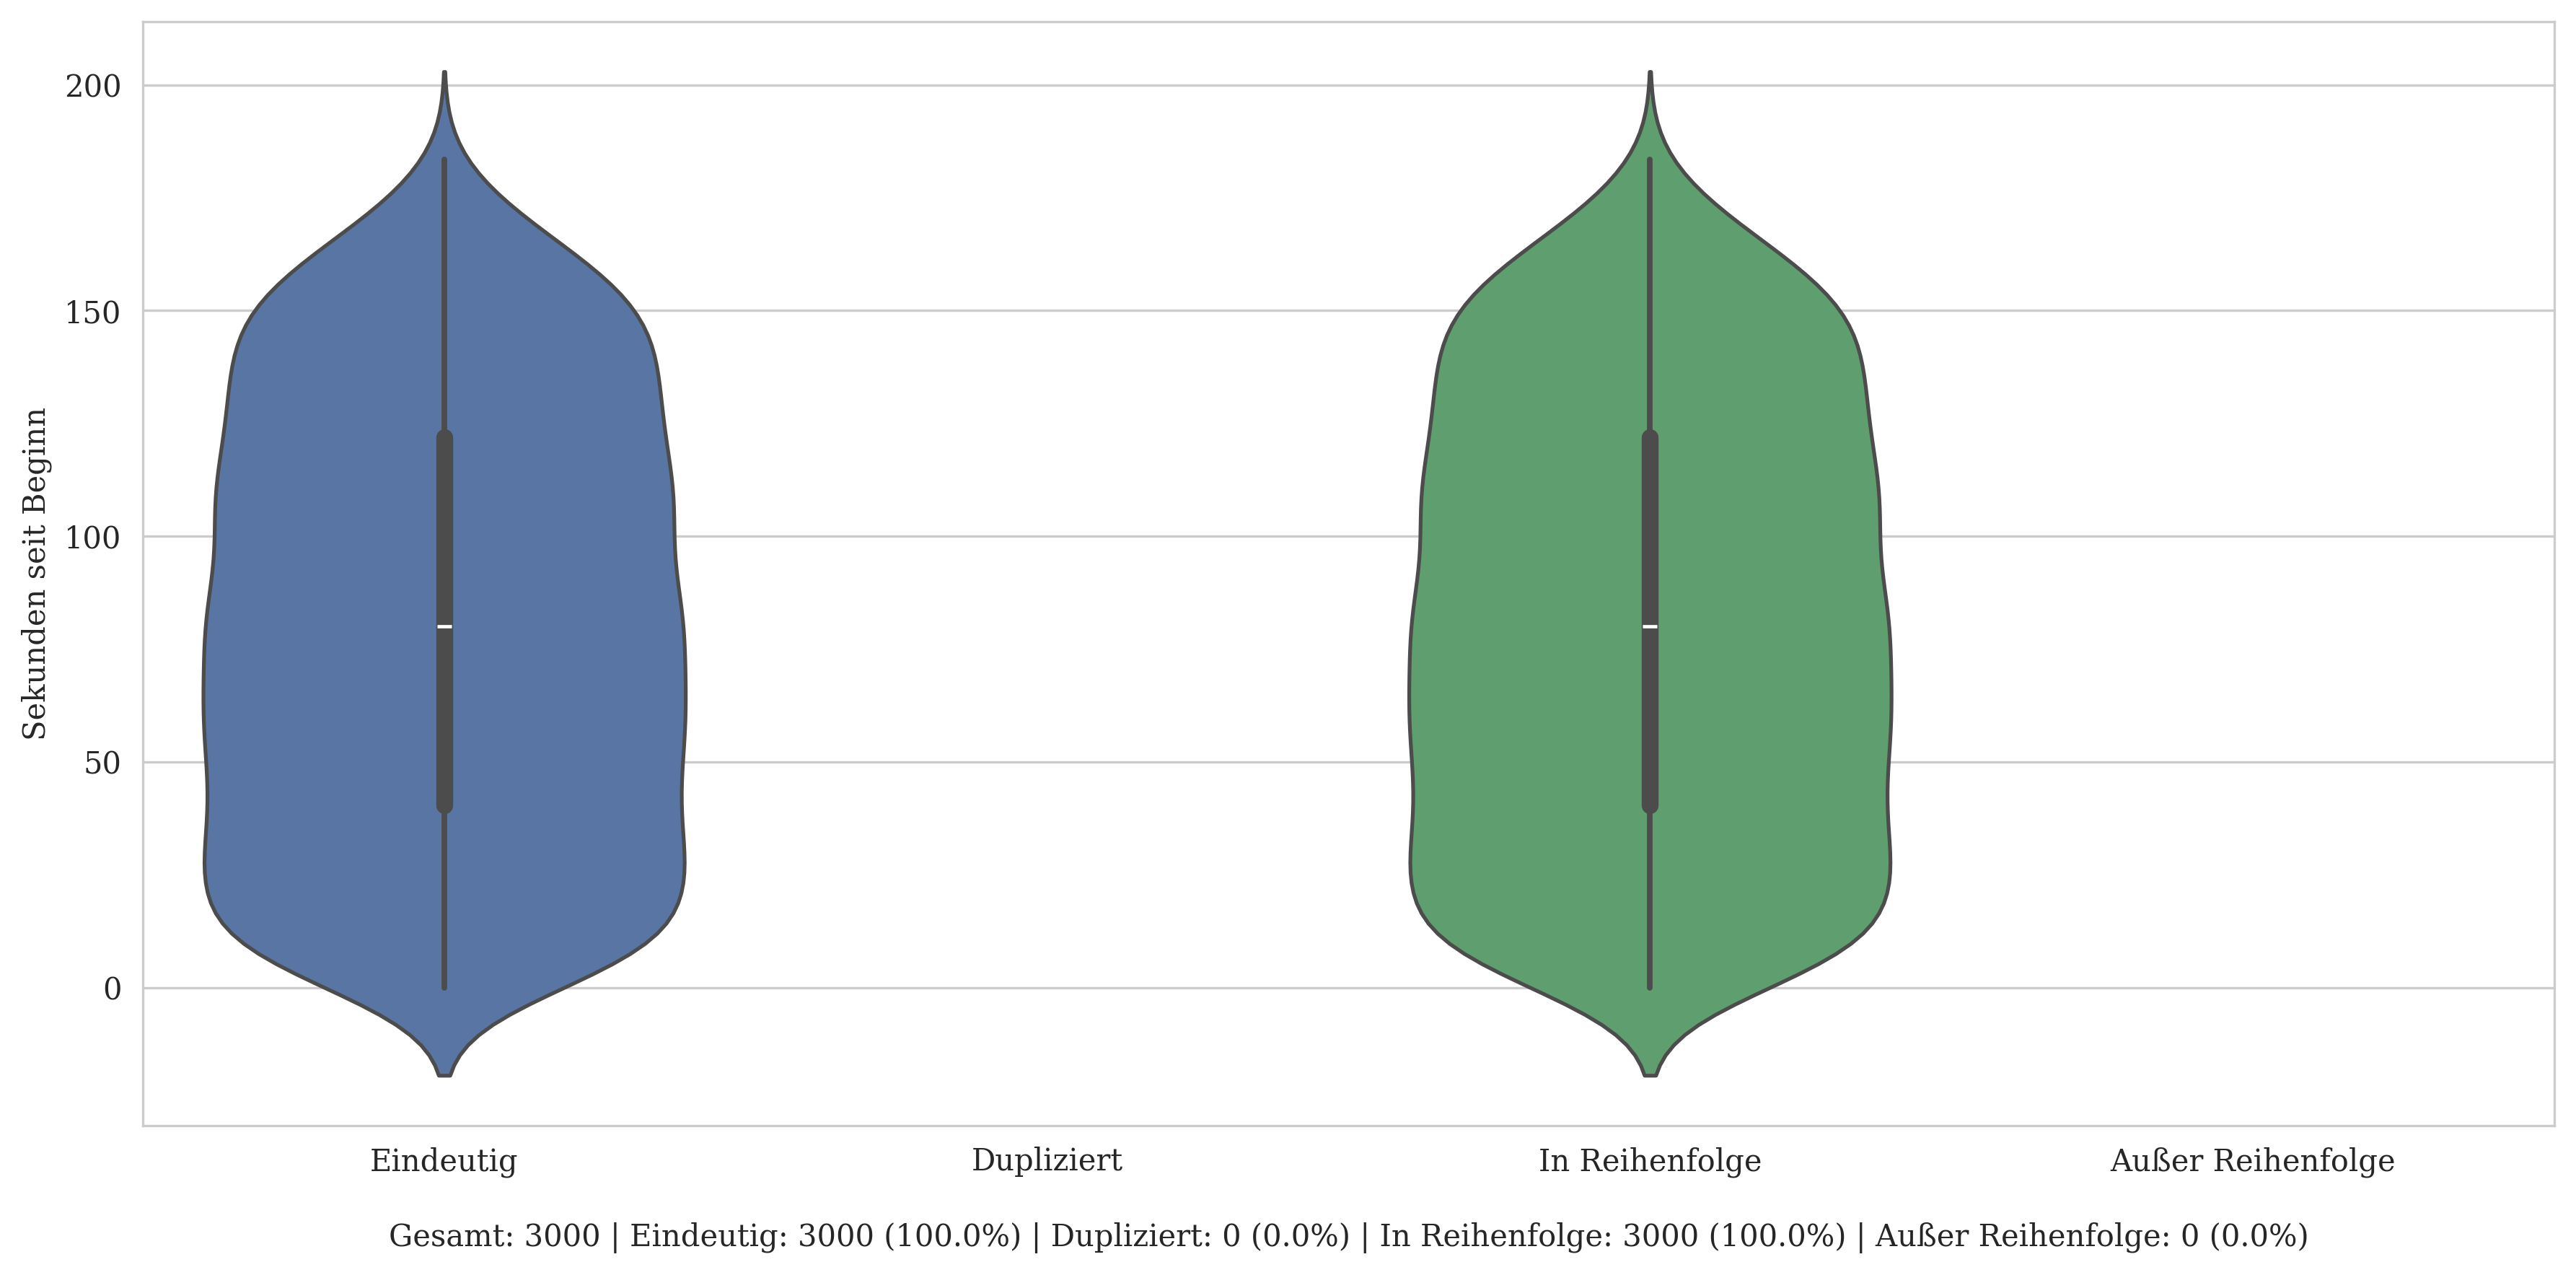 Sekunden seit Beginn
200
150
100
50
0
Eindeutig
Dupliziert
In Reihenfolge
Außer Reihenfolge
Gesamt: 3000 | Eindeutig: 3000 (100.0%) | Dupliziert: 0 (0.0%) | In Reihenfolge: 3000 (100.0%) | Außer Reihenfolge: 0 (0.0%)